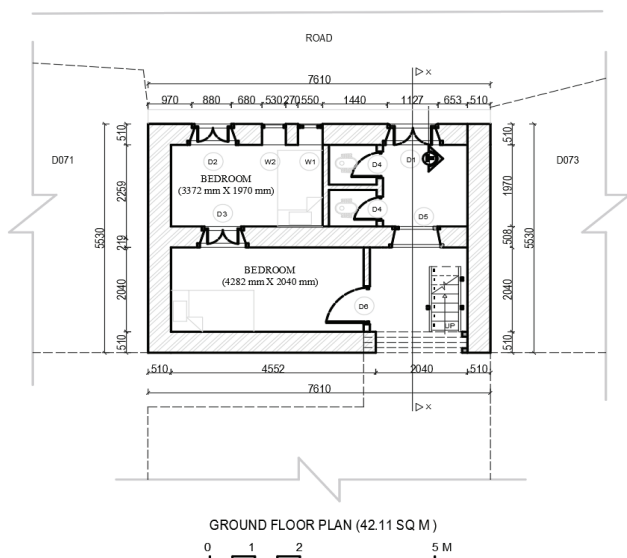 ROAD
x
7610
970 880 680 530 270 550 1440 1127 653 510
510 2259 219 2040 510
5530
D071
D073
510 1970 508 2040 510
5530
D2 W2 W1 D4 D1
BEDROOM
(3372 mm X 1970 mm)
D3 D4 D5
BEDROOM
(4282 mm X 2040 mm)
D6
UP
510 4552 2040 510
7610
x
GROUND FLOOR PLAN (42.11 SQ M )
0 1 2 5 M